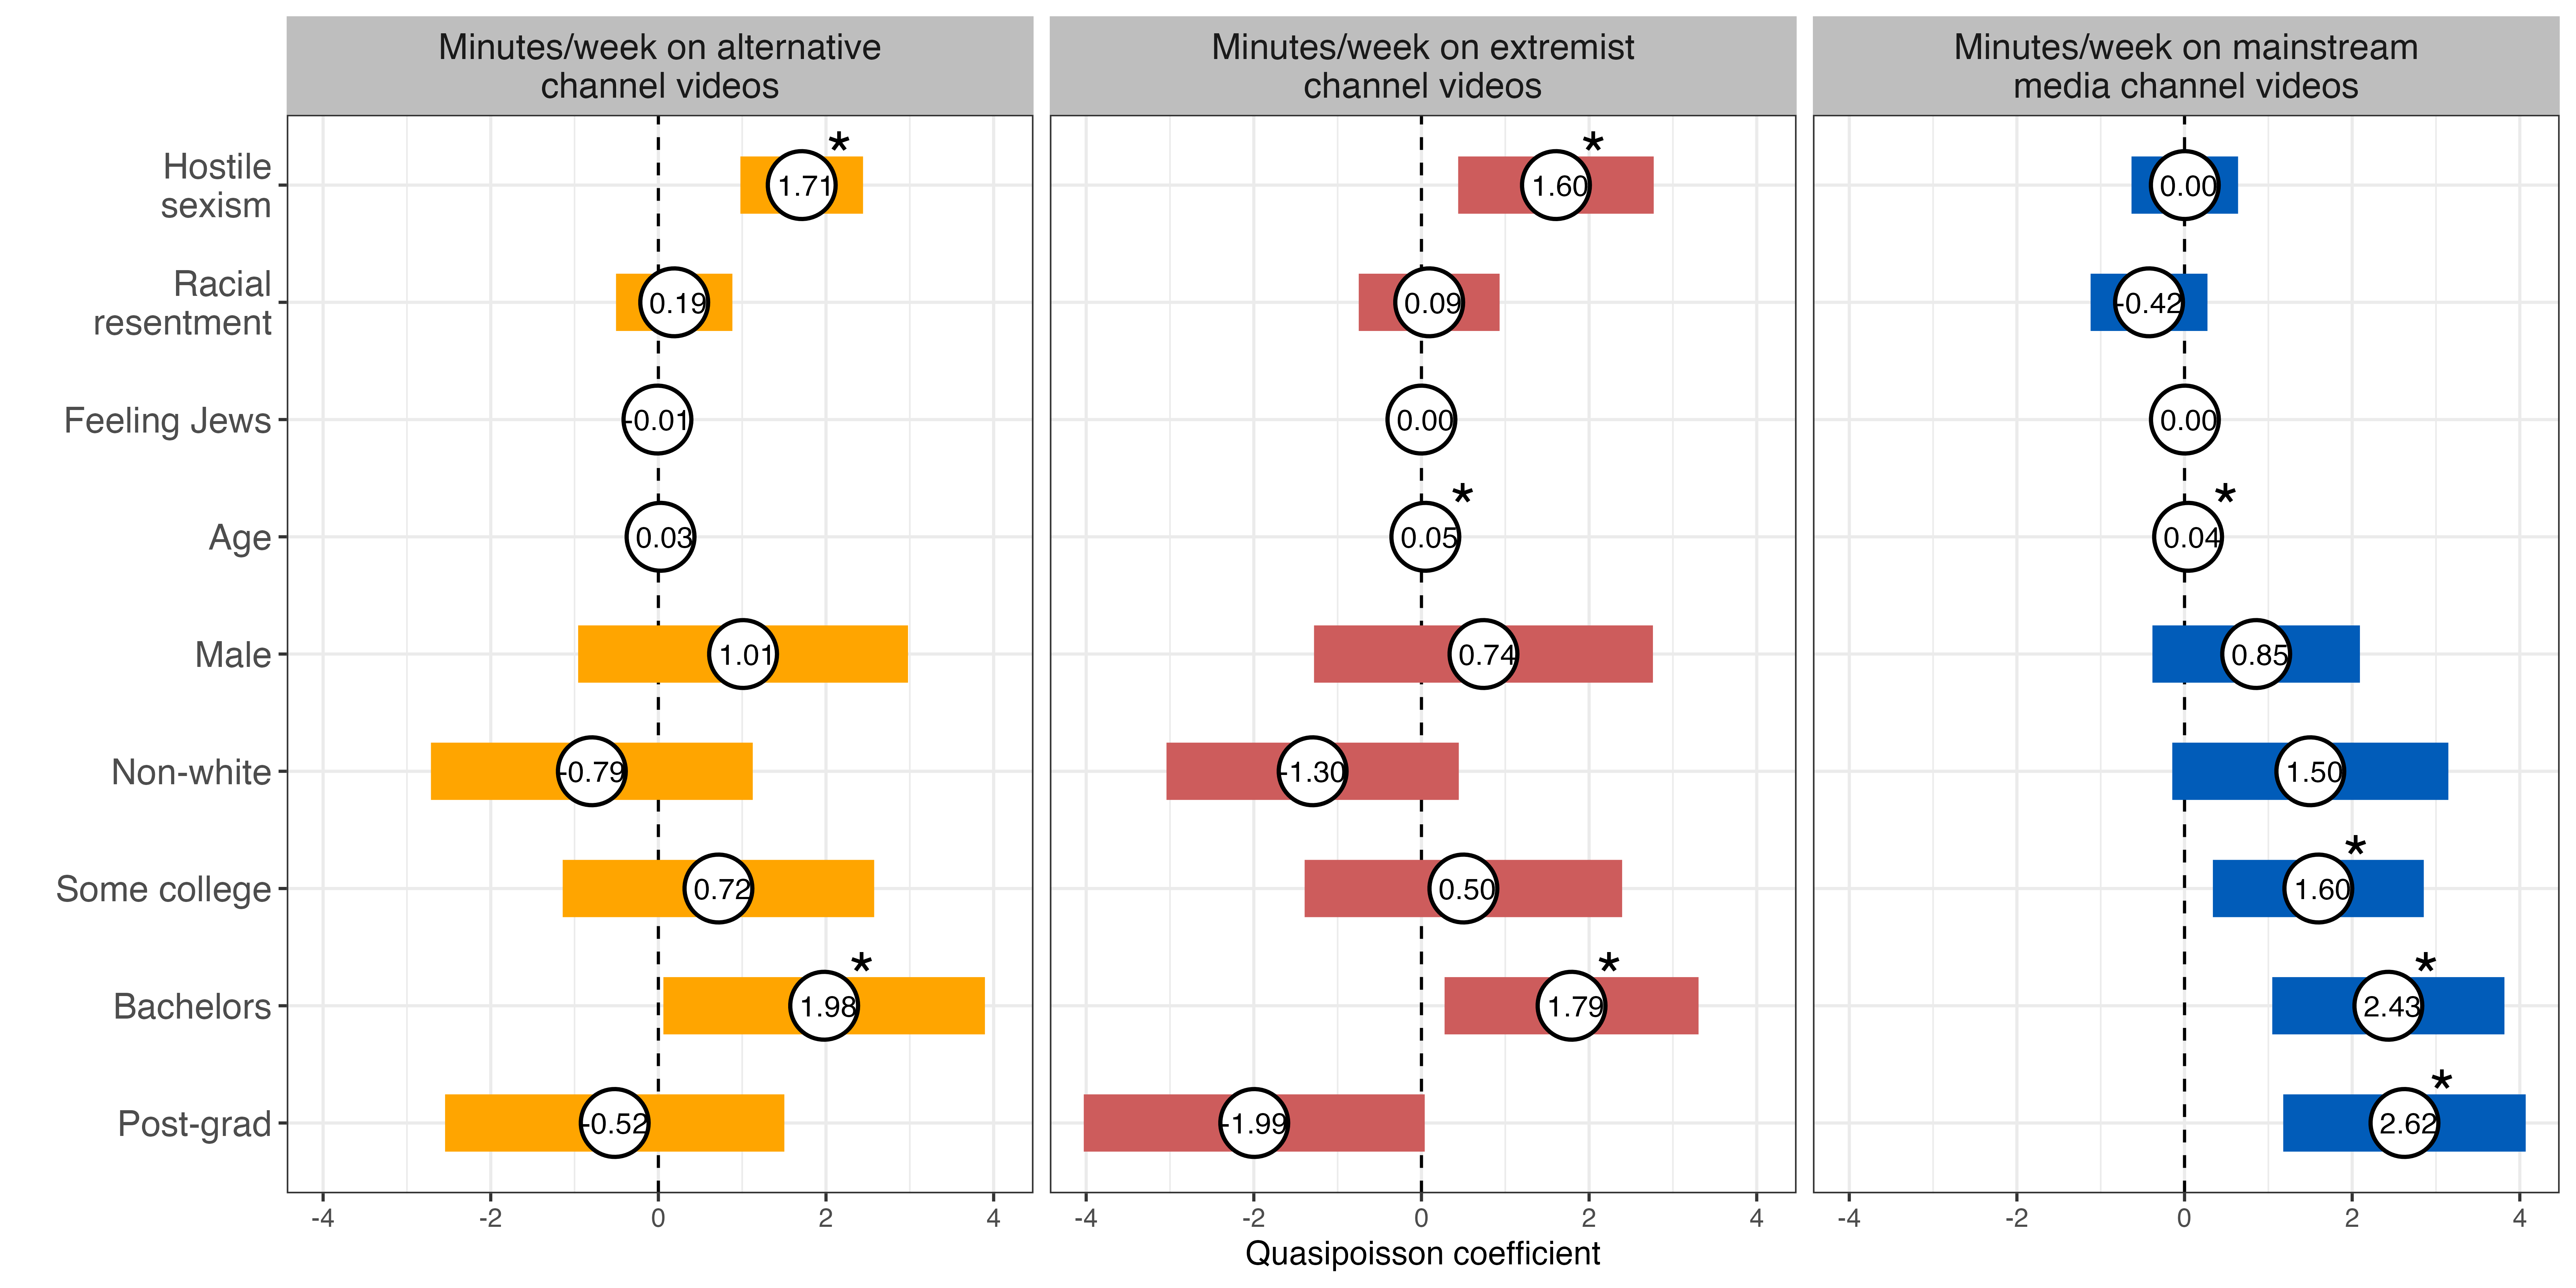 Minutes/week on alternative
channel videos
Minutes/week on extremist
channel videos
Minutes/week on mainstream
media channel videos
Hostile
sexism
1.71
*
1.60
*
0.00
Racial
resentment
0.19
0.09
-0.42
Feeling Jews
-0.01
0.00
0.00
Age
0.03
0.05
*
0.04
*
Male
1.01
0.74
0.85
Non-white
-0.79
-1.30
1.50
Some college
0.72
0.50
1.60
*
Bachelors
1.98
*
1.79
*
2.43
*
Post-grad
-0.52
-1.99
2.62
*
-4 -2 0 2 4
-4 -2 0 2 4
-4 -2 0 2 4
Quasipoisson coefficient